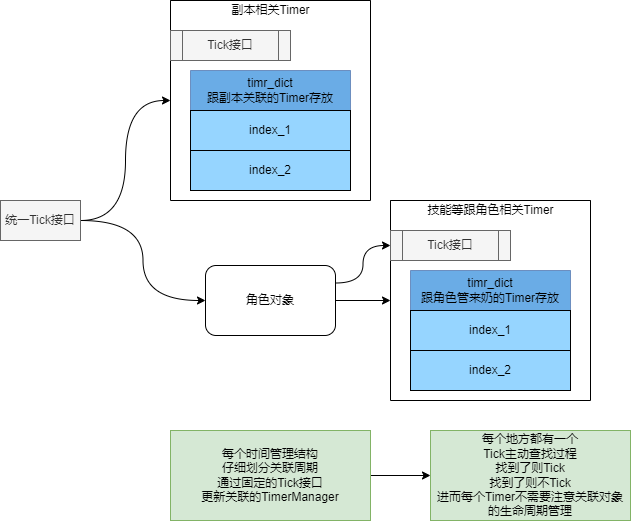 副本相关Timer
Tick接口
timr_dict
跟副本关联的Timer存放
index_1
index_2
统一Tick接口
技能等跟角色相关Timer
Tick接口
角色对象
timr_dict
跟角色管来奶的Timer存放
index_1
index_2
每个时间管理结构
仔细划分关联周期
通过固定的Tick接口
更新关联的TimerManager
每个地方都有一个
Tick主动查找过程
找到了则Tick
找到了则不Tick
进而每个Timer不需要注意关联对象
的生命周期管理